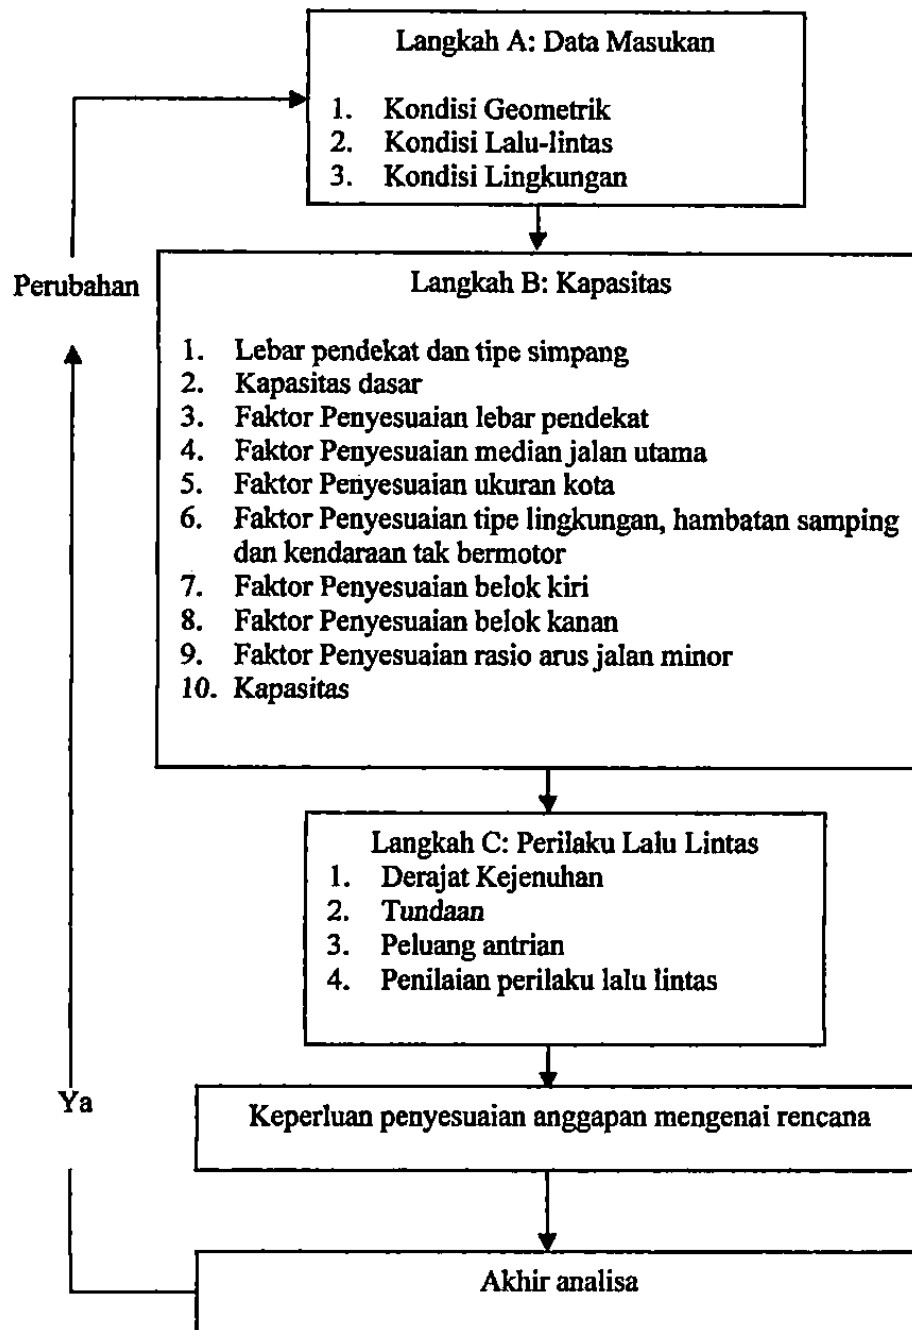 Langkah A: Data Masukan
1. Kondisi Geometrik
2. Kondisi Lalu-lintas
3. Kondisi Lingkungan
Perubahan
Langkah B: Kapasitas
1. Lebar pendekat dan tipe simpang
2. Kapasitas dasar
3. Faktor Penyesuaian lebar pendekat
4. Faktor Penyesuaian median jalan utama
5. Faktor Penyesuaian ukuran kota
6. Faktor Penyesuaian tipe lingkungan, hambatan samping
dan kendaraan tak bermotor
7. Faktor Penyesuaian belok kiri
8. Faktor Penyesuaian belok kanan
9. Faktor Penyesuaian rasio arus jalan minor
10. Kapasitas
Langkah C: Perilaku Lalu Lintas
1. Derajat Kejenuhan
2. Tundaan
3. Peluang antrian
4. Penilaian perilaku lalu lintas
Ya
Keperluan penyesuaian anggapan mengenai rencana
Akhir analisa